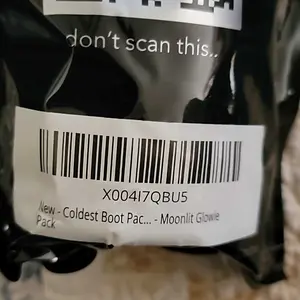 don't scan this..
X004I7QBU5
New - Coldest Boot Pac... - Moonlit Glowie
Pack